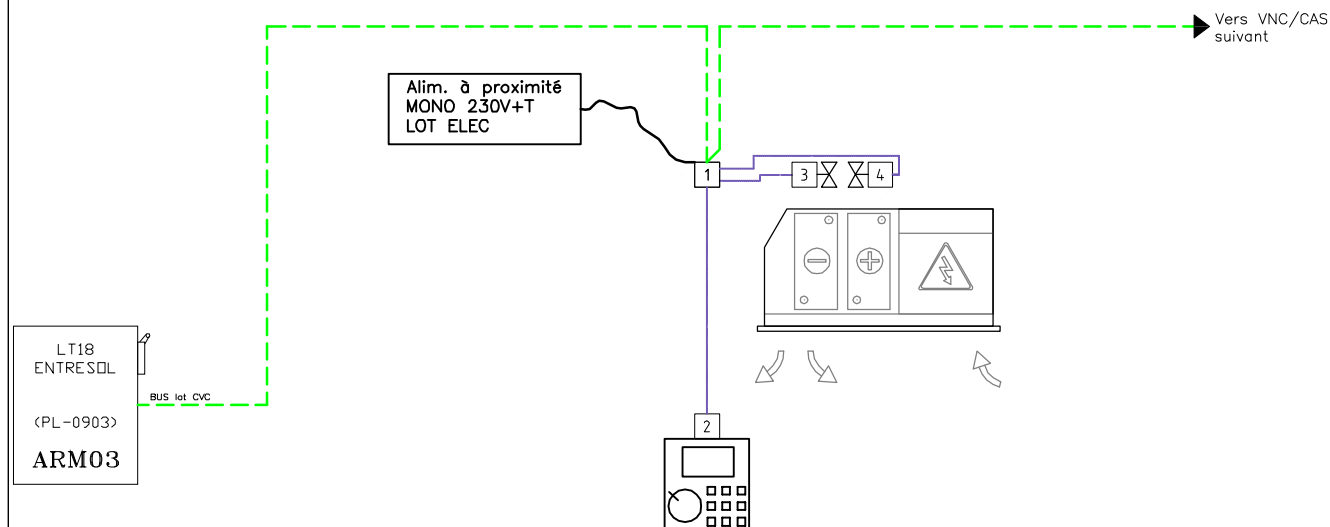 Vers VNC/CAS
suivant
Alim. à proximité
MONO 230V+T
LOT ELEC
1
3
4
LT18
ENTRESOL
BUS lot CVC
(PL-0903)
ARM03
2